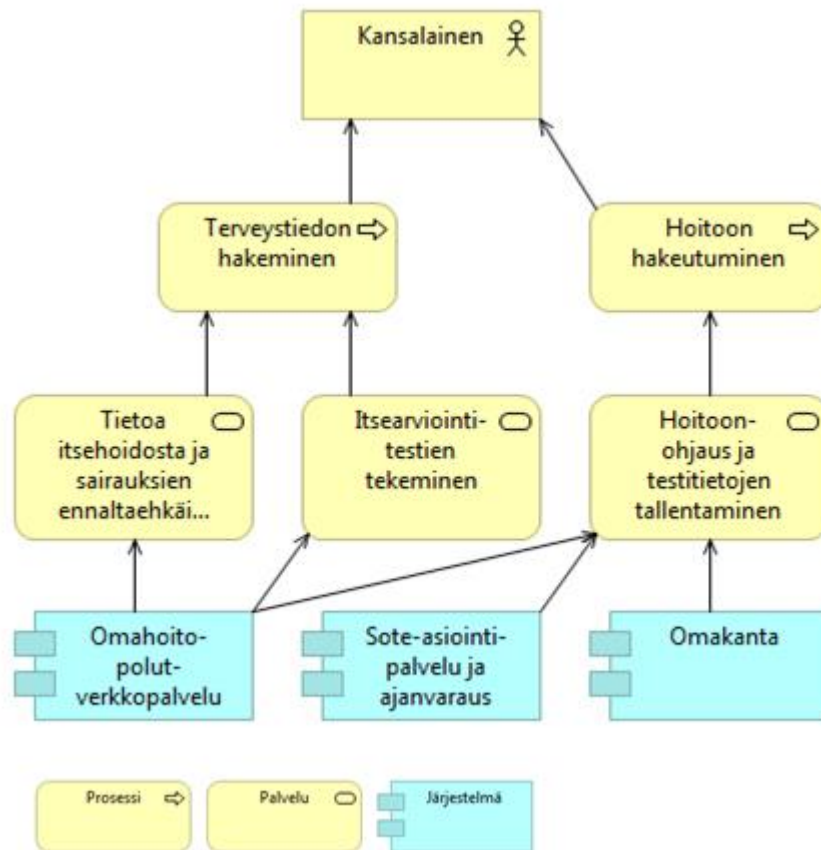 Kansalainen
Terveystiedon
hakeminen
Hoitoon
hakeutuminen
Tietoa
itsehoidosta ja
sairauksien
ennaltaehkäi...
Itsearviointi-
testien
tekeminen
Hoitoon-
ohjaus ja
testitietojen
tallentaminen
Omahoito-
polut-
verkkopalvelu
Sote-asiointi-
palvelu ja
ajanvaraus
Omakanta
Prosessi
Palvelu
Järjestelmä